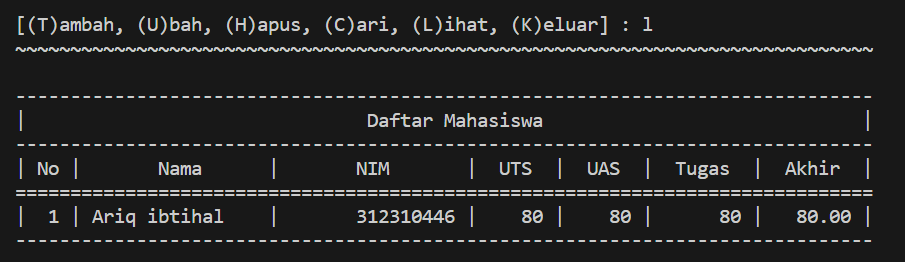 [(T)ambah, (U)bah, (H)apus, (C)ari, (L)ihat, (K)eluar] : l
~~~~~~~~~~~~~~~~~~~~~~~~~~~~~~~~~~~~~~~~~~~~~~~~~~~~~~~~~~~~~~~~~~~~~~~~~~~~~~
------------------------------------------------------------------------------
|                               Daftar Mahasiswa                             |
------------------------------------------------------------------------------
| No |       Nama      |       NIM       |  UTS  |  UAS  |  Tugas  |  Akhir  |
==============================================================================
|  1 | Ariq ibtihal    |       312310446 |    80 |    80 |      80 |   80.00 |
------------------------------------------------------------------------------